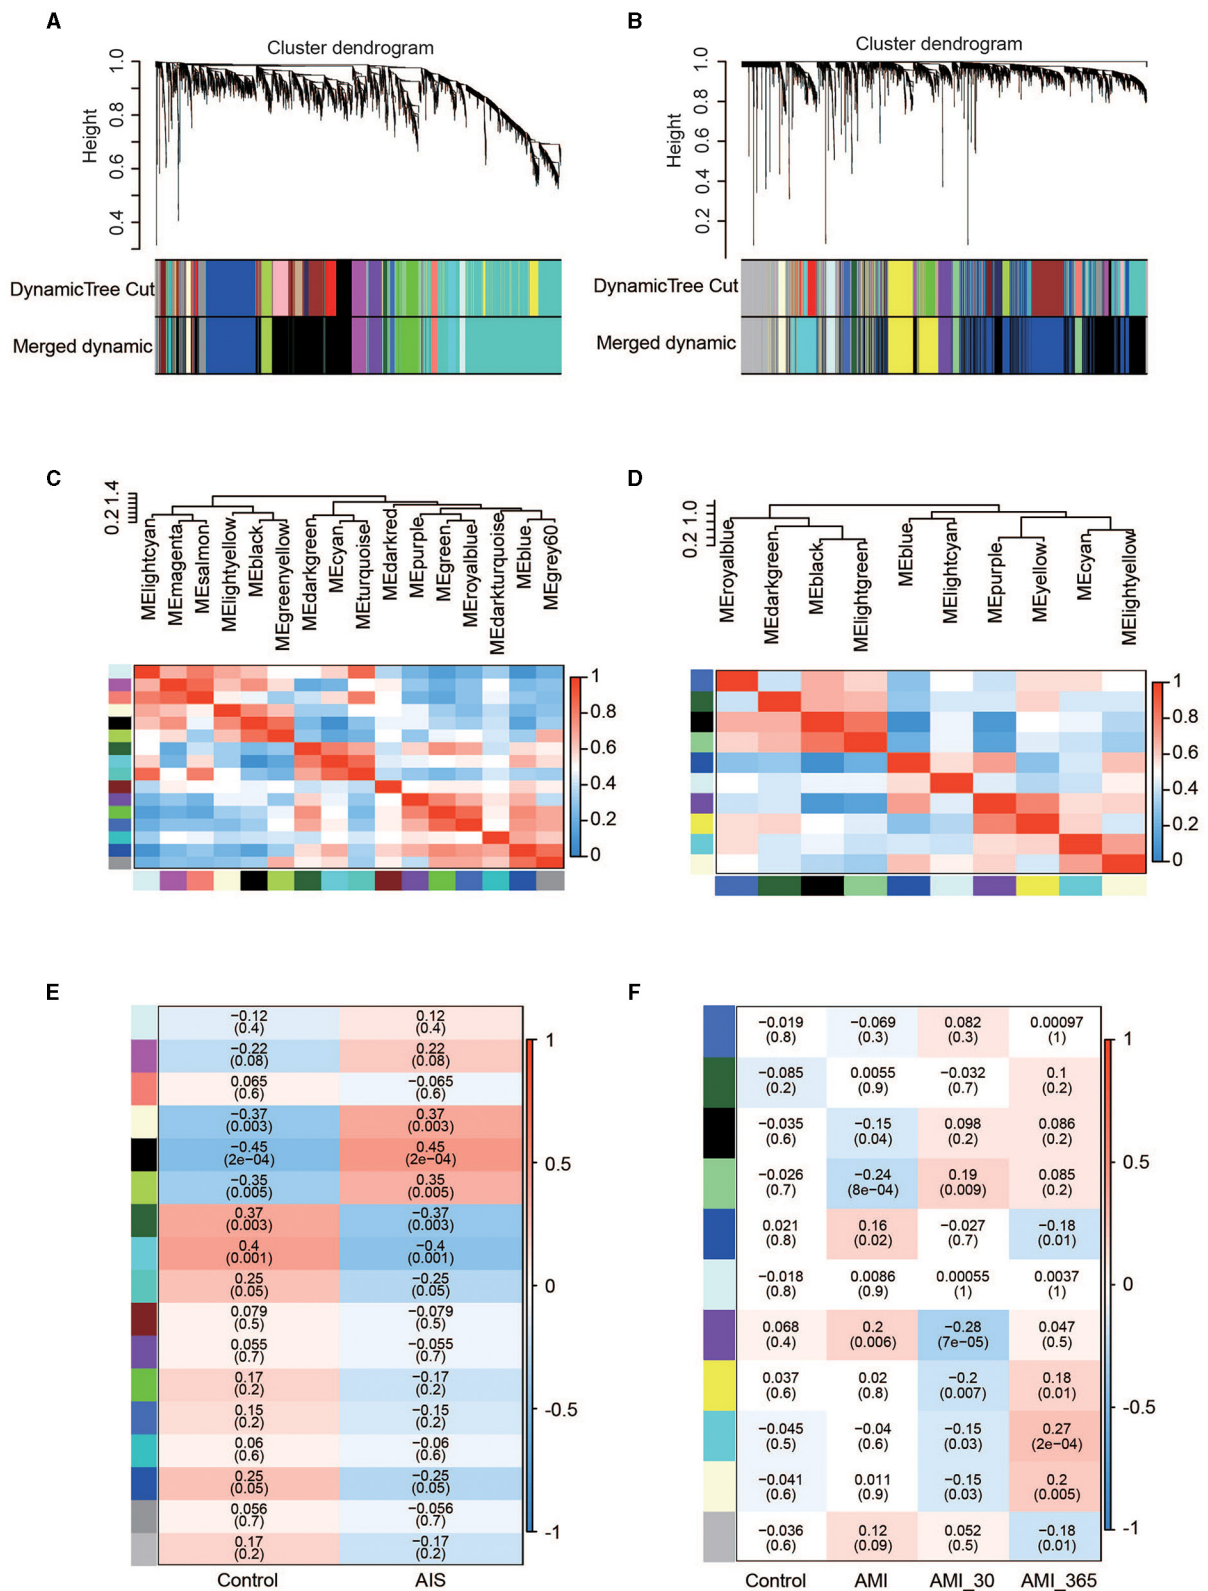 A
Cluster dendrogram
Height
1.0
0.8
0.6
0.4
DynamicTree Cut
Merged dynamic
B
Cluster dendrogram
Height
1.0
0.8
0.6
0.4
0.2
DynamicTree Cut
Merged dynamic
C
0.2 1.4
MElightcyan
MEmagenta
MEsalmon
MElightyellow
MEblack
MEgreenyellow
MEdarkgreen
MEcyan
MEturquoise
MEdarkred
MEpurple
MEgreen
MEroyalblue
MEdarkturquoise
MEblue
MEgrey60
1
0.8
0.6
0.4
0.2
0
D
0.2 1.0
MEroyalblue
MEdarkgreen
MEblack
MElightgreen
MEblue
MElightcyan
MEpurple
MEyellow
MEcyan
MElightyellow
1
0.8
0.6
0.4
0.2
0
E
−0.12 0.12
(0.4) (0.4)
−0.22 0.22
(0.08) (0.08)
0.065 −0.065
(0.6) (0.6)
−0.37 0.37
(0.003) (0.003)
−0.45 0.45
(2e−04) (2e−04)
−0.35 0.35
(0.005) (0.005)
0.37 −0.37
(0.003) (0.003)
0.4 −0.4
(0.001) (0.001)
0.25 −0.25
(0.05) (0.05)
0.079 −0.079
(0.5) (0.5)
0.055 −0.055
(0.7) (0.7)
0.17 −0.17
(0.2) (0.2)
0.15 −0.15
(0.2) (0.2)
0.06 −0.06
(0.6) (0.6)
0.25 −0.25
(0.05) (0.05)
0.056 −0.056
(0.7) (0.7)
0.17 −0.17
(0.2) (0.2)
Control AIS
1
0.5
0
-0.5
-1
F
−0.019 −0.069 0.082 0.00097
(0.8) (0.3) (0.3) (1)
−0.085 0.0055 −0.032 0.1
(0.2) (0.9) (0.7) (0.2)
−0.035 −0.15 0.098 0.086
(0.6) (0.04) (0.2) (0.2)
−0.026 −0.24 0.19 0.085
(0.7) (8e−04) (0.009) (0.2)
0.021 0.16 −0.027 −0.18
(0.8) (0.02) (0.7) (0.01)
−0.018 0.0086 0.00055 0.0037
(0.8) (0.9) (1) (1)
0.068 0.2 −0.28 0.047
(0.4) (0.006) (7e−05) (0.5)
0.037 0.02 −0.2 0.18
(0.6) (0.8) (0.007) (0.01)
−0.045 −0.04 −0.15 0.27
(0.5) (0.6) (0.03) (2e−04)
−0.041 0.011 −0.15 0.2
(0.6) (0.9) (0.03) (0.005)
−0.036 0.12 0.052 −0.18
(0.6) (0.09) (0.5) (0.01)
Control AMI AMI_30 AMI_365
1
0.5
0
-0.5
-1